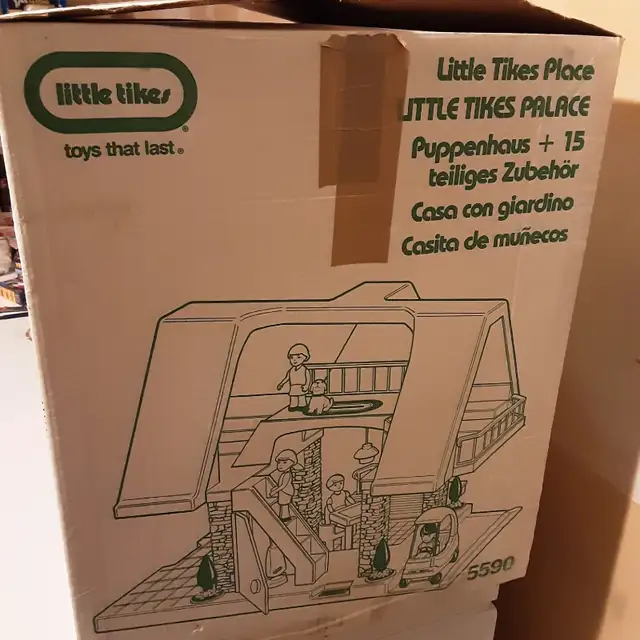 little tikes®
toys that last®
Little Tikes Place
LITTLE TIKES PALACE
Puppenhaus + 15
teiliges Zubehör
Casa con giardino
Casita de muñecos
5590